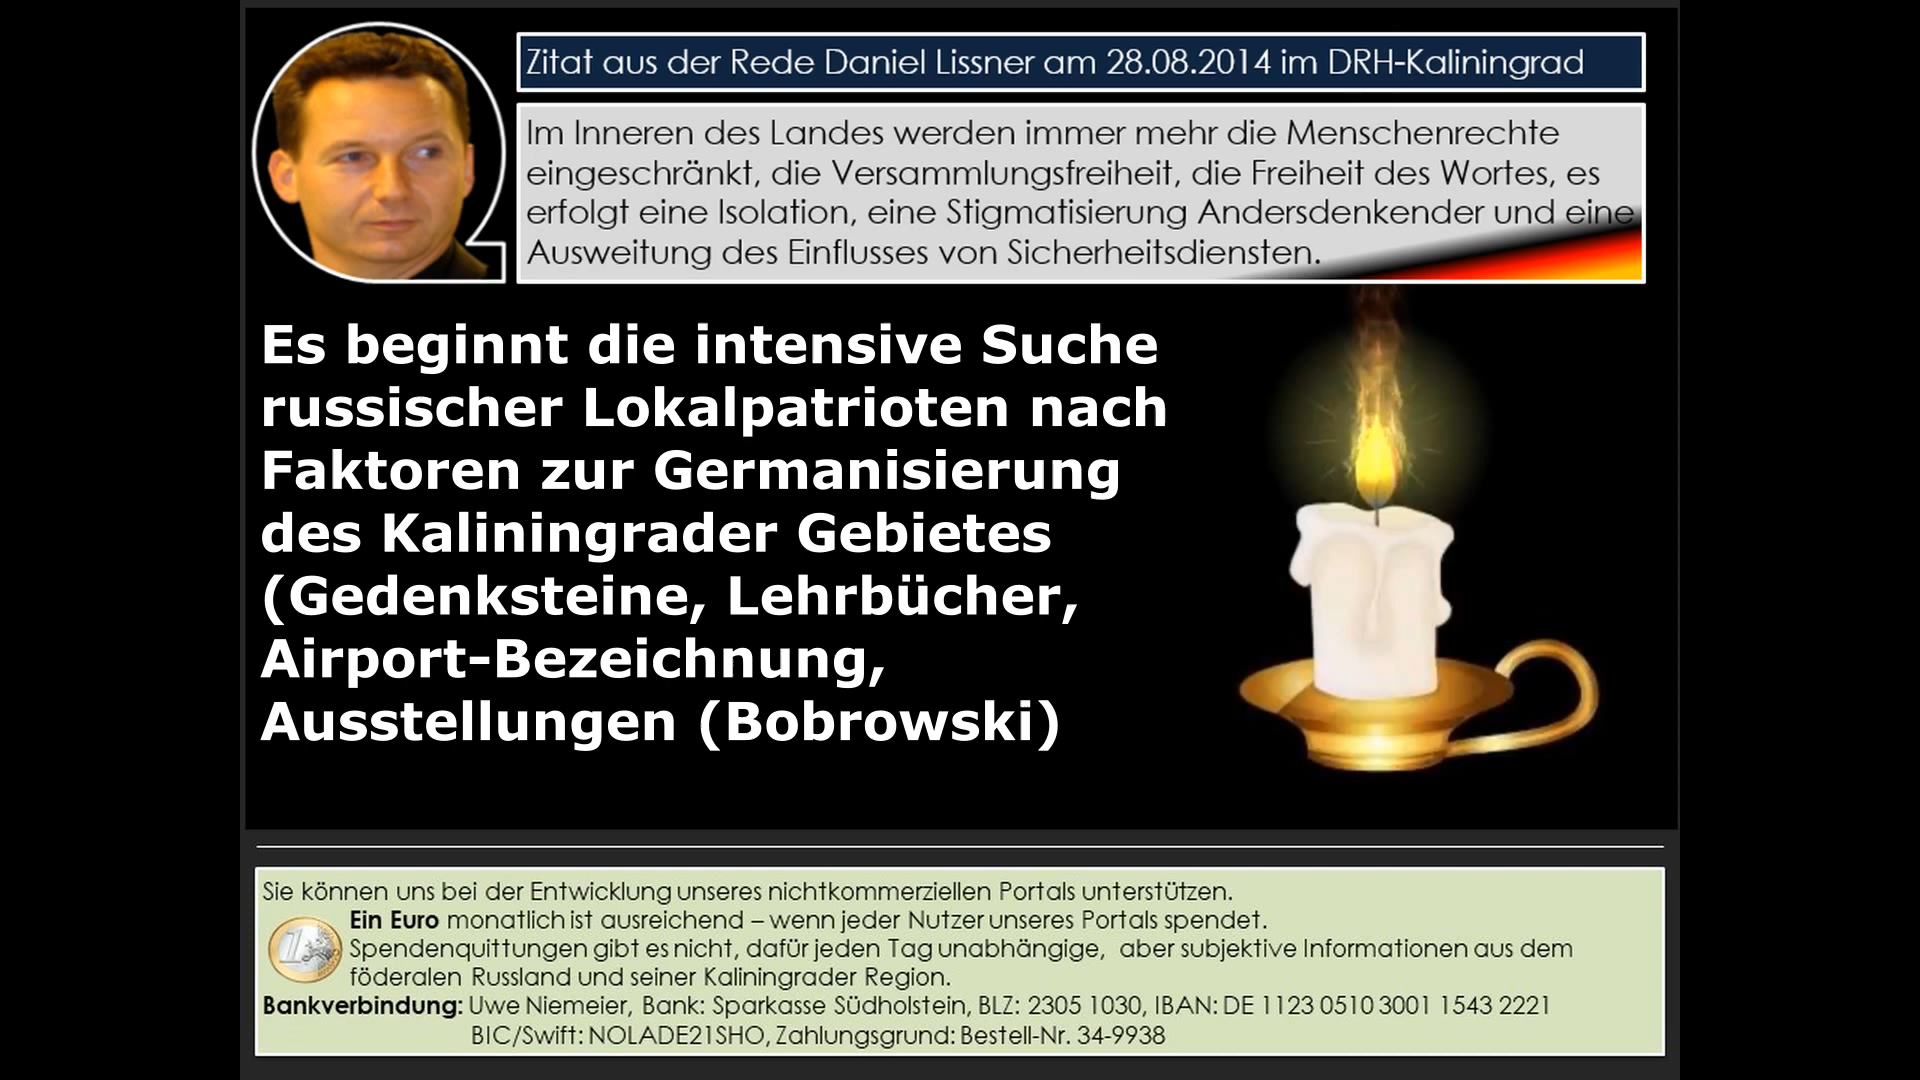 Zitat aus der Rede Daniel Lissner am 28.08.2014 im DRH-Kaliningrad
Im Inneren des Landes werden immer mehr die Menschenrechte
eingeschränkt, die Versammlungsfreiheit, die Freiheit des Wortes, es
erfolgt eine Isolation, eine Stigmatisierung Andersdenkender und eine
Ausweitung des Einflusses von Sicherheitsdiensten.
Es beginnt die intensive Suche
russischer Lokalpatrioten nach
Faktoren zur Germanisierung
des Kaliningrader Gebietes
(Gedenksteine, Lehrbücher,
Airport-Bezeichnung,
Ausstellungen (Bobrowski)
Sie können uns bei der Entwicklung unseres nichtkommerziellen Portals unterstützen.
Ein Euro monatlich ist ausreichend – wenn jeder Nutzer unseres Portals spendet.
Spendenquittungen gibt es nicht, dafür jeden Tag unabhängige, aber subjektive Informationen aus dem
föderalen Russland und seiner Kaliningrader Region.
Bankverbindung: Uwe Niemeier, Bank: Sparkasse Südholstein, BLZ: 2305 1030, IBAN: DE 1123 0510 3001 1543 2221
BIC/Swift: NOLADE21SHO, Zahlungsgrund: Bestell-Nr. 34-9938